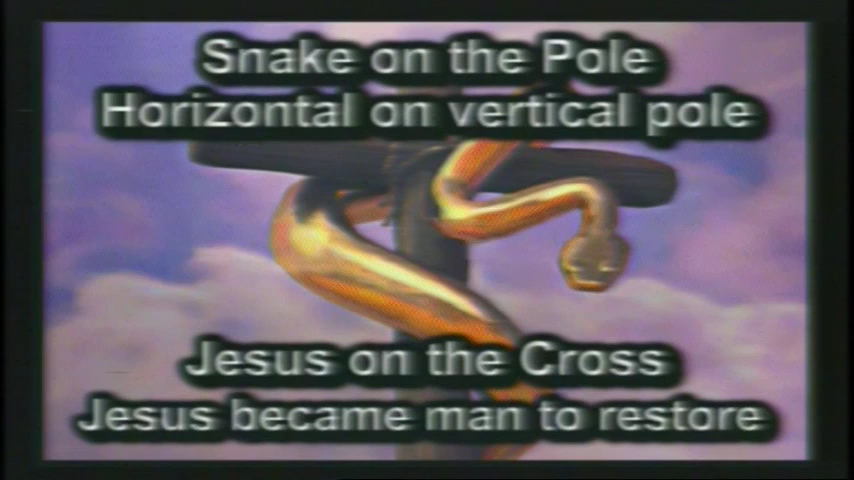 Snake on the Pole
Horizontal on vertical pole
Jesus on the Cross
Jesus became man to restore